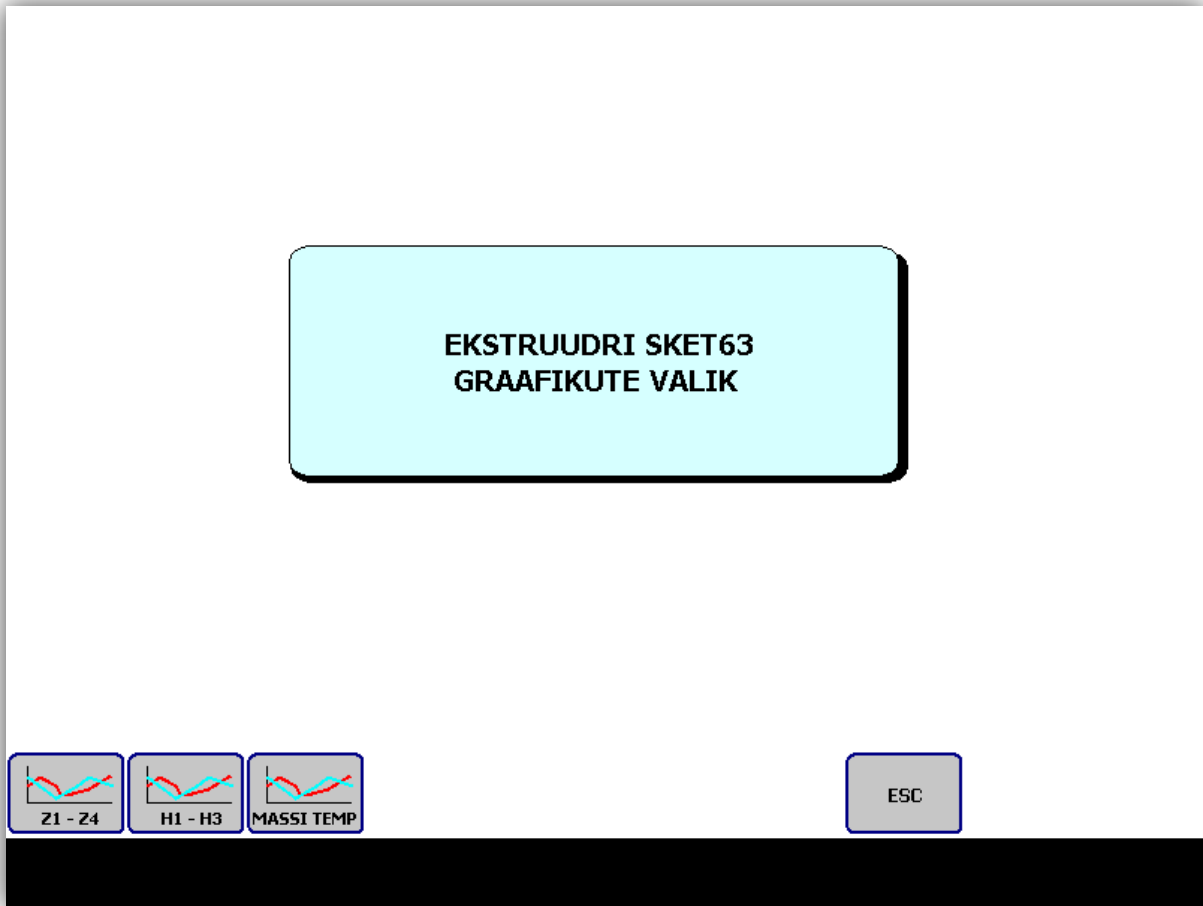 EKSTRUUDRI SKET63
GRAAFIKUTE VALIK
Z1 - Z4
H1 - H3
MASSI TEMP
ESC